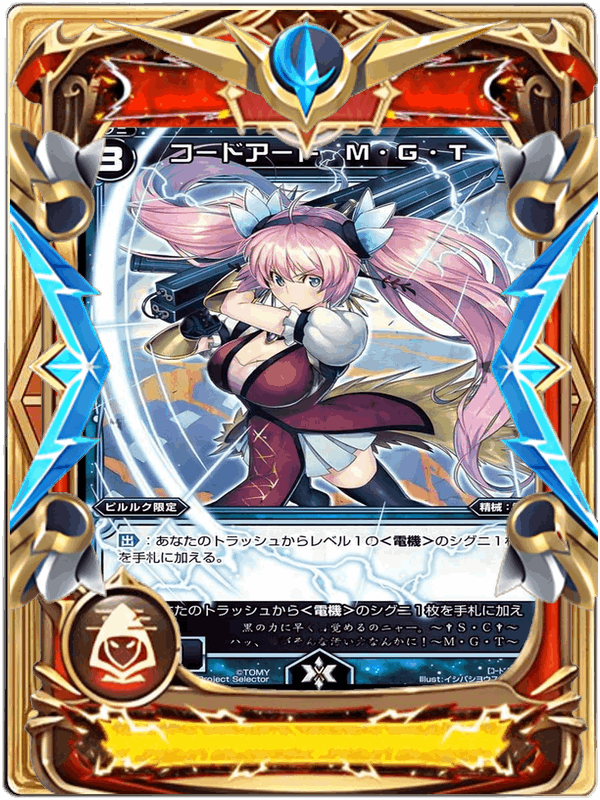 3
コードアート M・G・T
ピルルク限定
精械:
出:あなたのトラッシュからレベル1の<電機>のシグニ1枚
を手札に加える。
たのトラッシュから<電機>のシグニ1枚を手札に加え
黒の力に早く 覚めるのニャー。～✝S・C✝～
ハッ、 がそんな汚い なんかに!～M・G・T～
©TOMY
Project Selector
Illust:イシバシヨウス